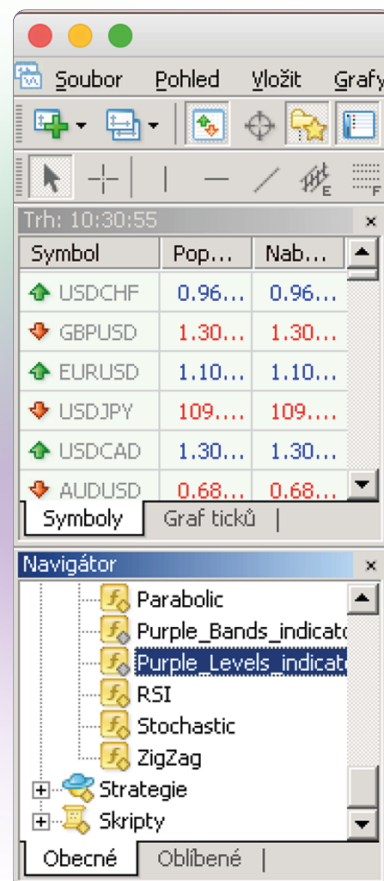 Soubor Pohled Vložit Grafy
E F
Trh: 10:30:55
Symbol Pop... Nab...
USDCHF 0.96... 0.96...
GBPUSD 1.30... 1.30...
EURUSD 1.10... 1.10...
USDJPY 109.... 109....
USDCAD 1.30... 1.30...
AUDUSD 0.68... 0.68...
Symboly Graf ticků
Navigátor
Parabolic
Purple_Bands_indicato
Purple_Levels_indicato
RSI
Stochastic
ZigZag
Strategie
Skripty
Obecné Oblíbené